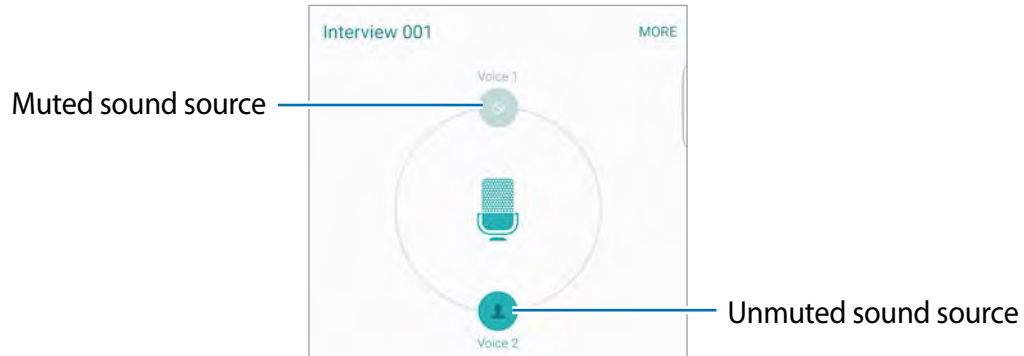 Interview 001 MORE
Voice 1
Muted sound source
Unmuted sound source
Voice 2